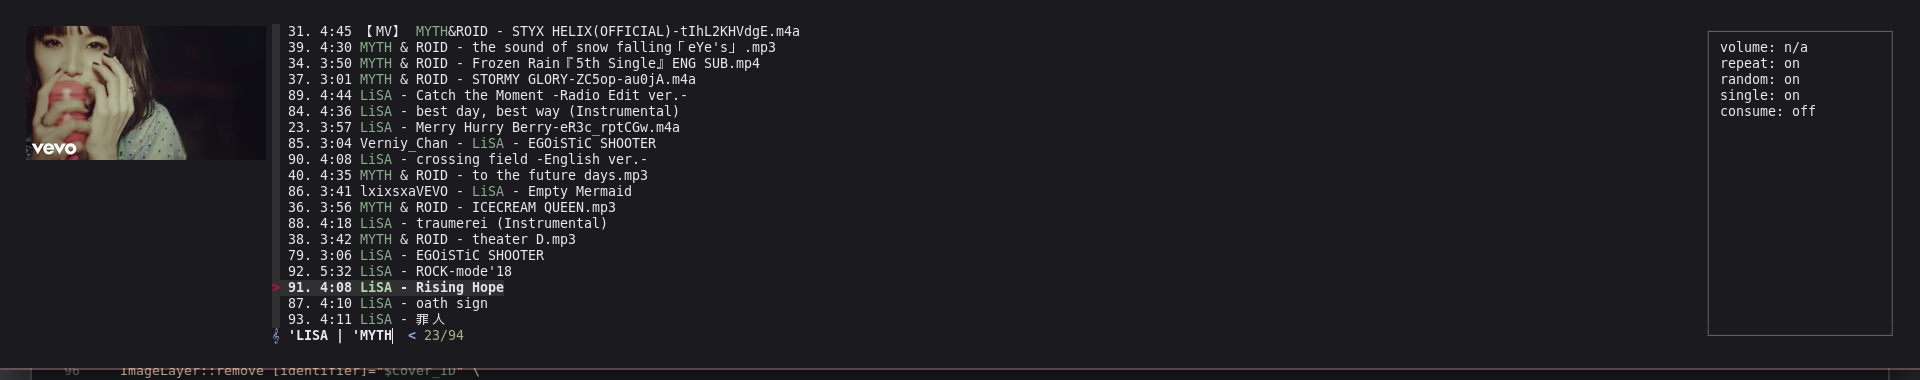 31. 4:45 【MV】 MYTH&ROID - STYX HELIX(OFFICIAL)-tIhL2KHVdgE.m4a
39. 4:30 MYTH & ROID - the sound of snow falling「eYe's」.mp3
34. 3:50 MYTH & ROID - Frozen Rain『5th Single』ENG SUB.mp4
37. 3:01 MYTH & ROID - STORMY GLORY-ZC5op-au0jA.m4a
89. 4:44 LiSA - Catch the Moment -Radio Edit ver.-
84. 4:36 LiSA - best day, best way (Instrumental)
23. 3:57 LiSA - Merry Hurry Berry-eR3c_rptCGw.m4a
85. 3:04 Verniy_Chan - LiSA - EGOiSTiC SHOOTER
90. 4:08 LiSA - crossing field -English ver.-
40. 4:35 MYTH & ROID - to the future days.mp3
86. 3:41 lxixsxaVEVO - LiSA - Empty Mermaid
36. 3:56 MYTH & ROID - ICECREAM QUEEN.mp3
88. 4:18 LiSA - traumerei (Instrumental)
38. 3:42 MYTH & ROID - theater D.mp3
79. 3:06 LiSA - EGOiSTiC SHOOTER
92. 5:32 LiSA - ROCK-mode'18
> 91. 4:08 LiSA - Rising Hope
87. 4:10 LiSA - oath sign
93. 4:11 LiSA - 罪人
𝄞 'LISA | 'MYTH < 23/94
vevo
volume: n/a
repeat: on
random: on
single: on
consume: off
96 ImageLayer::remove [identifier]="$Cover_ID" \